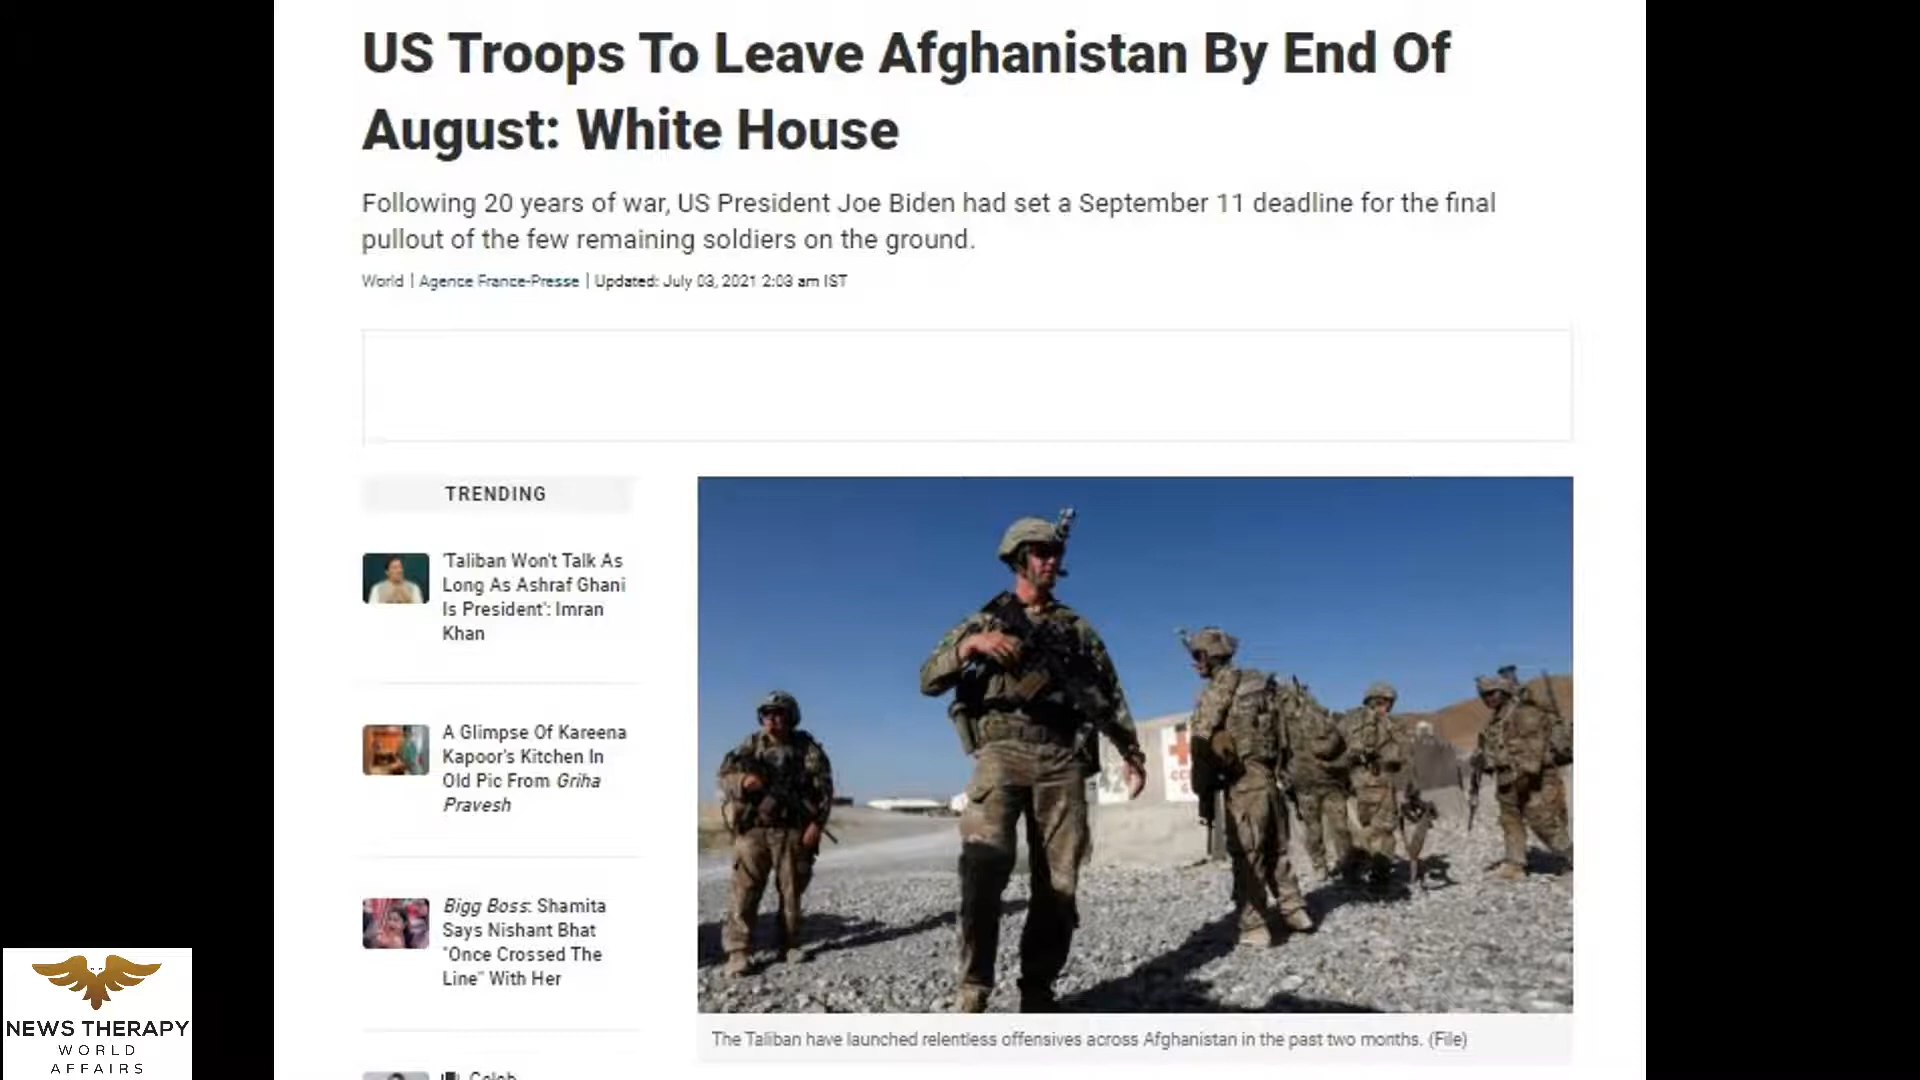 US Troops To Leave Afghanistan By End Of
August: White House
Following 20 years of war, US President Joe Biden had set a September 11 deadline for the final
pullout of the few remaining soldiers on the ground.
World | Agence France-Presse | Updated: July 03, 2021 2:03 am IST
TRENDING
'Taliban Won't Talk As
Long As Ashraf Ghani
Is President': Imran
Khan
A Glimpse Of Kareena
Kapoor's Kitchen In
Old Pic From Griha
Pravesh
Bigg Boss: Shamita
Says Nishant Bhat
"Once Crossed The
Line" With Her
Celeb
The Taliban have launched relentless offensives across Afghanistan in the past two months. (File)
NEWS THERAPY
WORLD
AFFAIRS